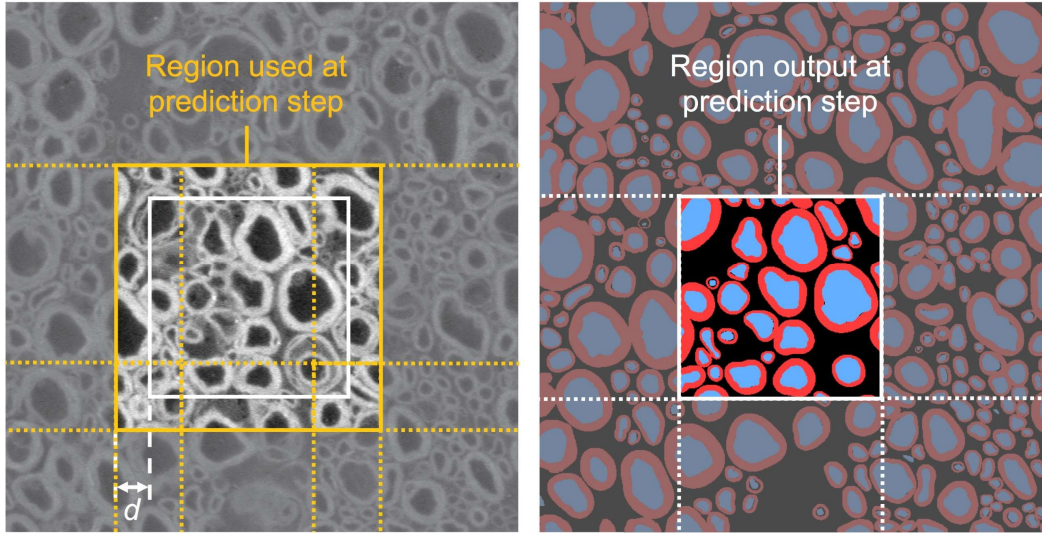 Region used at
prediction step
Region output at
prediction step
d